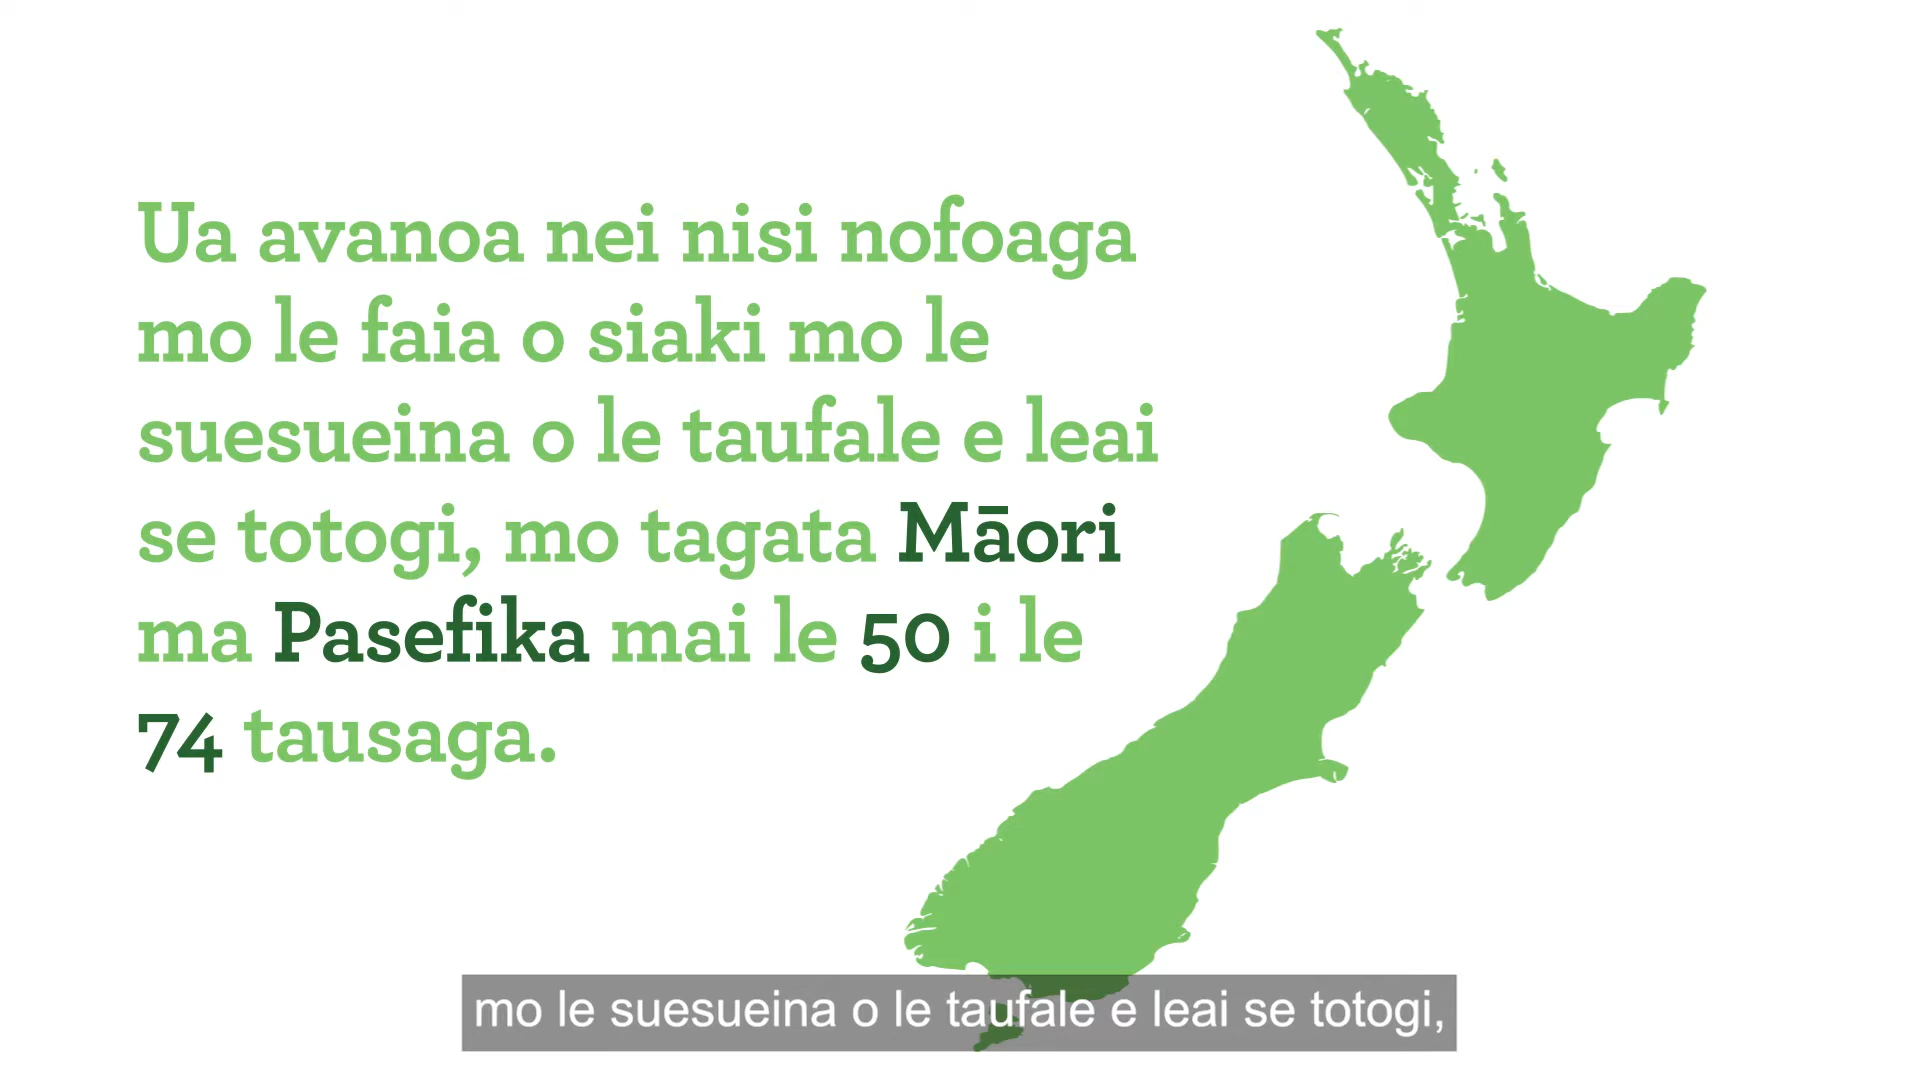 Ua avanoa nei nisi nofoaga
mo le faia o siaki mo le
suesueina o le taufale e leai
se totogi, mo tagata Māori
ma Pasefika mai le 50 i le
74 tausaga.
mo le suesueina o le taufale e leai se totogi,